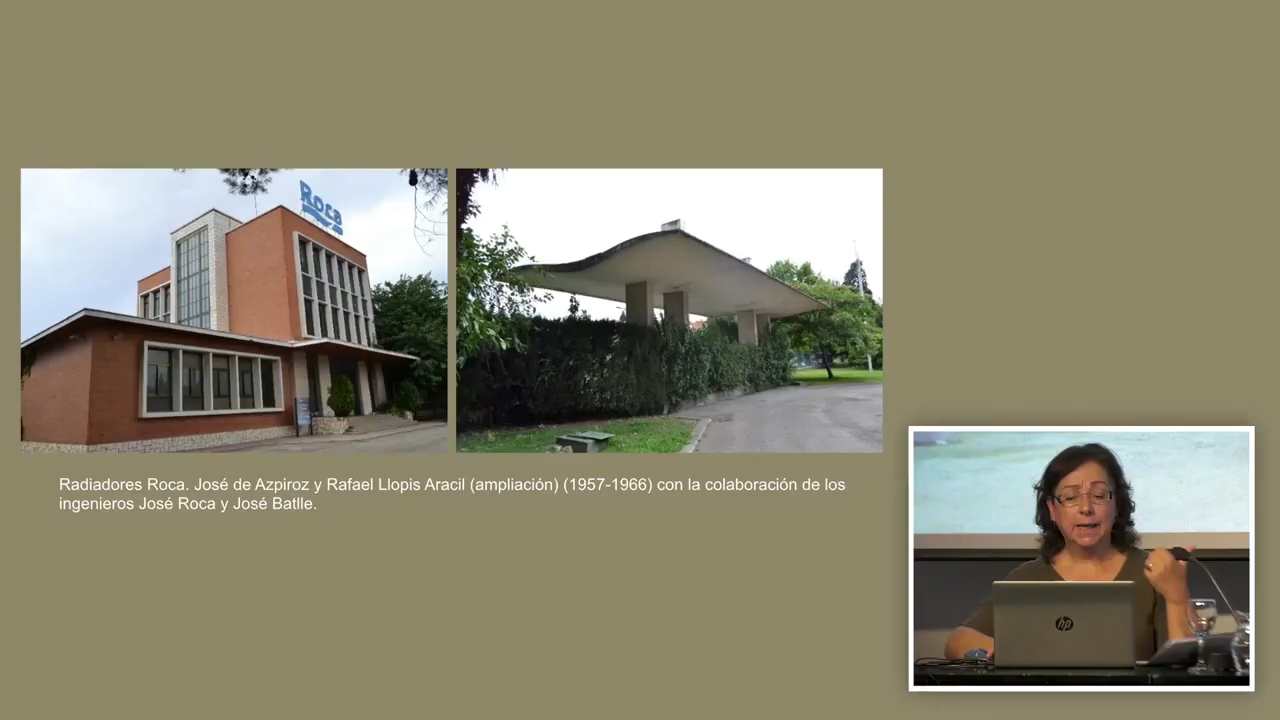 Roca
Radiadores Roca. José de Azpiroz y Rafael Llopis Aracil (ampliación) (1957-1966) con la colaboración de los
ingenieros José Roca y José Batlle.
hp